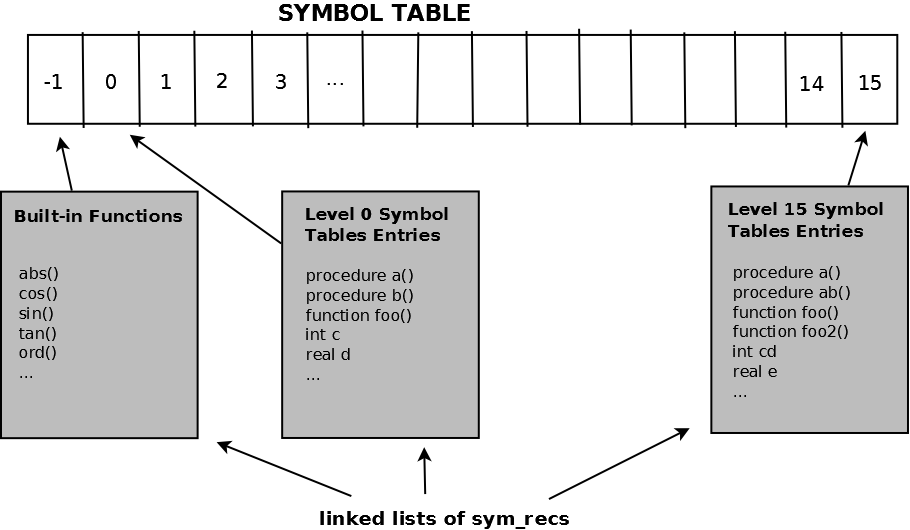 SYMBOL TABLE
-1 0 1 2 3 ... 14 15
Built-in Functions
abs()
cos()
sin()
tan()
ord()
...
Level 0 Symbol
Tables Entries
procedure a()
procedure b()
function foo()
int c
real d
...
Level 15 Symbol
Tables Entries
procedure a()
procedure ab()
function foo()
function foo2()
int cd
real e
...
linked lists of sym_recs